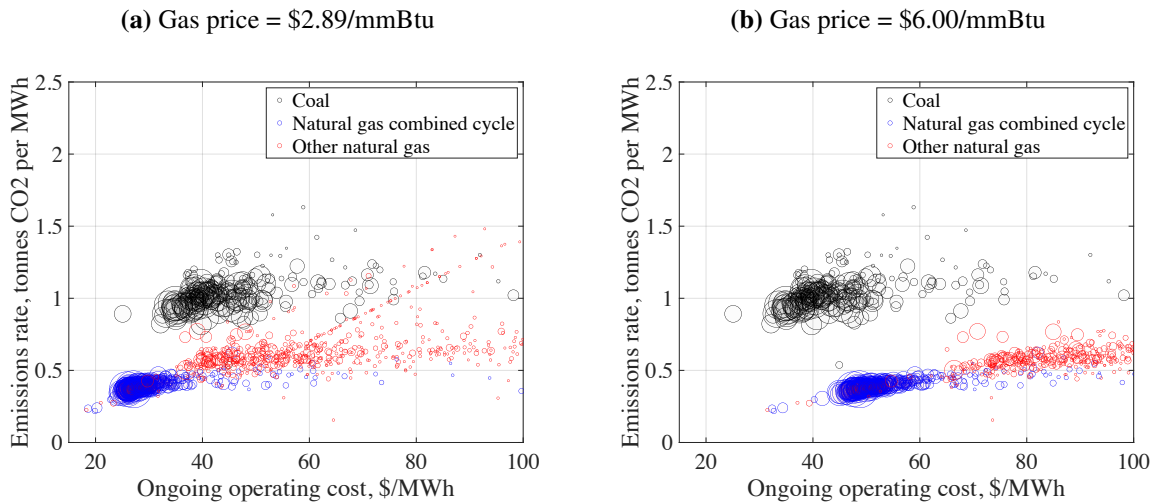 (a) Gas price = $2.89/mmBtu
Emissions rate, tonnes CO2 per MWh
2.5
2
1.5
1
0.5
0
Coal
Natural gas combined cycle
Other natural gas
20 40 60 80 100
Ongoing operating cost, $/MWh
(b) Gas price = $6.00/mmBtu
Emissions rate, tonnes CO2 per MWh
2.5
2
1.5
1
0.5
0
Coal
Natural gas combined cycle
Other natural gas
20 40 60 80 100
Ongoing operating cost, $/MWh